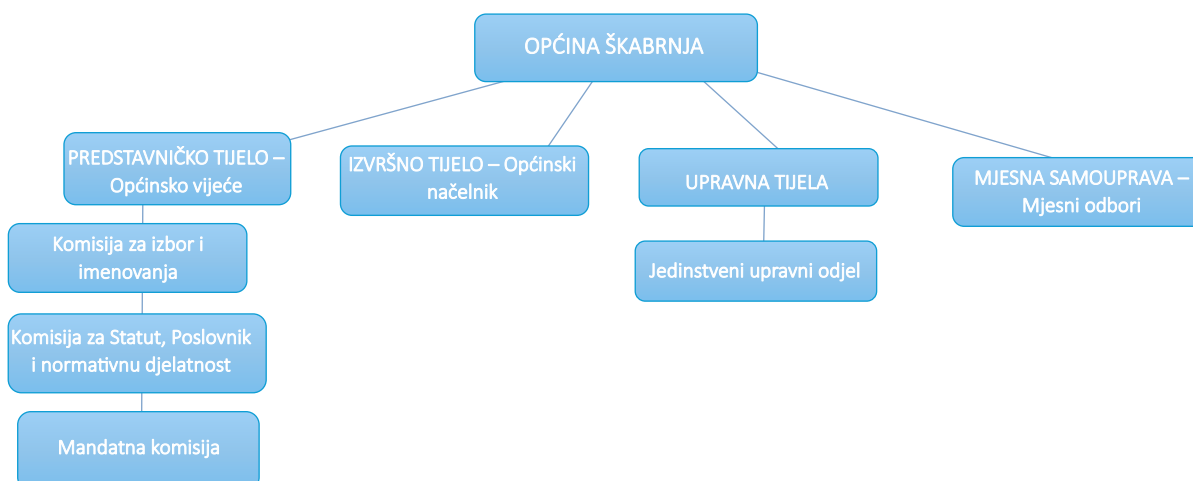 OPĆINA ŠKABRNJA
PREDSTAVNIČKO TIJELO –
Općinsko vijeće
IZVRŠNO TIJELO – Općinski
načelnik
UPRAVNA TIJELA
MJESNA SAMOUPRAVA –
Mjesni odbori
Komisija za izbor i
imenovanja
Jedinstveni upravni odjel
Komisija za Statut, Poslovnik
i normativnu djelatnost
Mandatna komisija